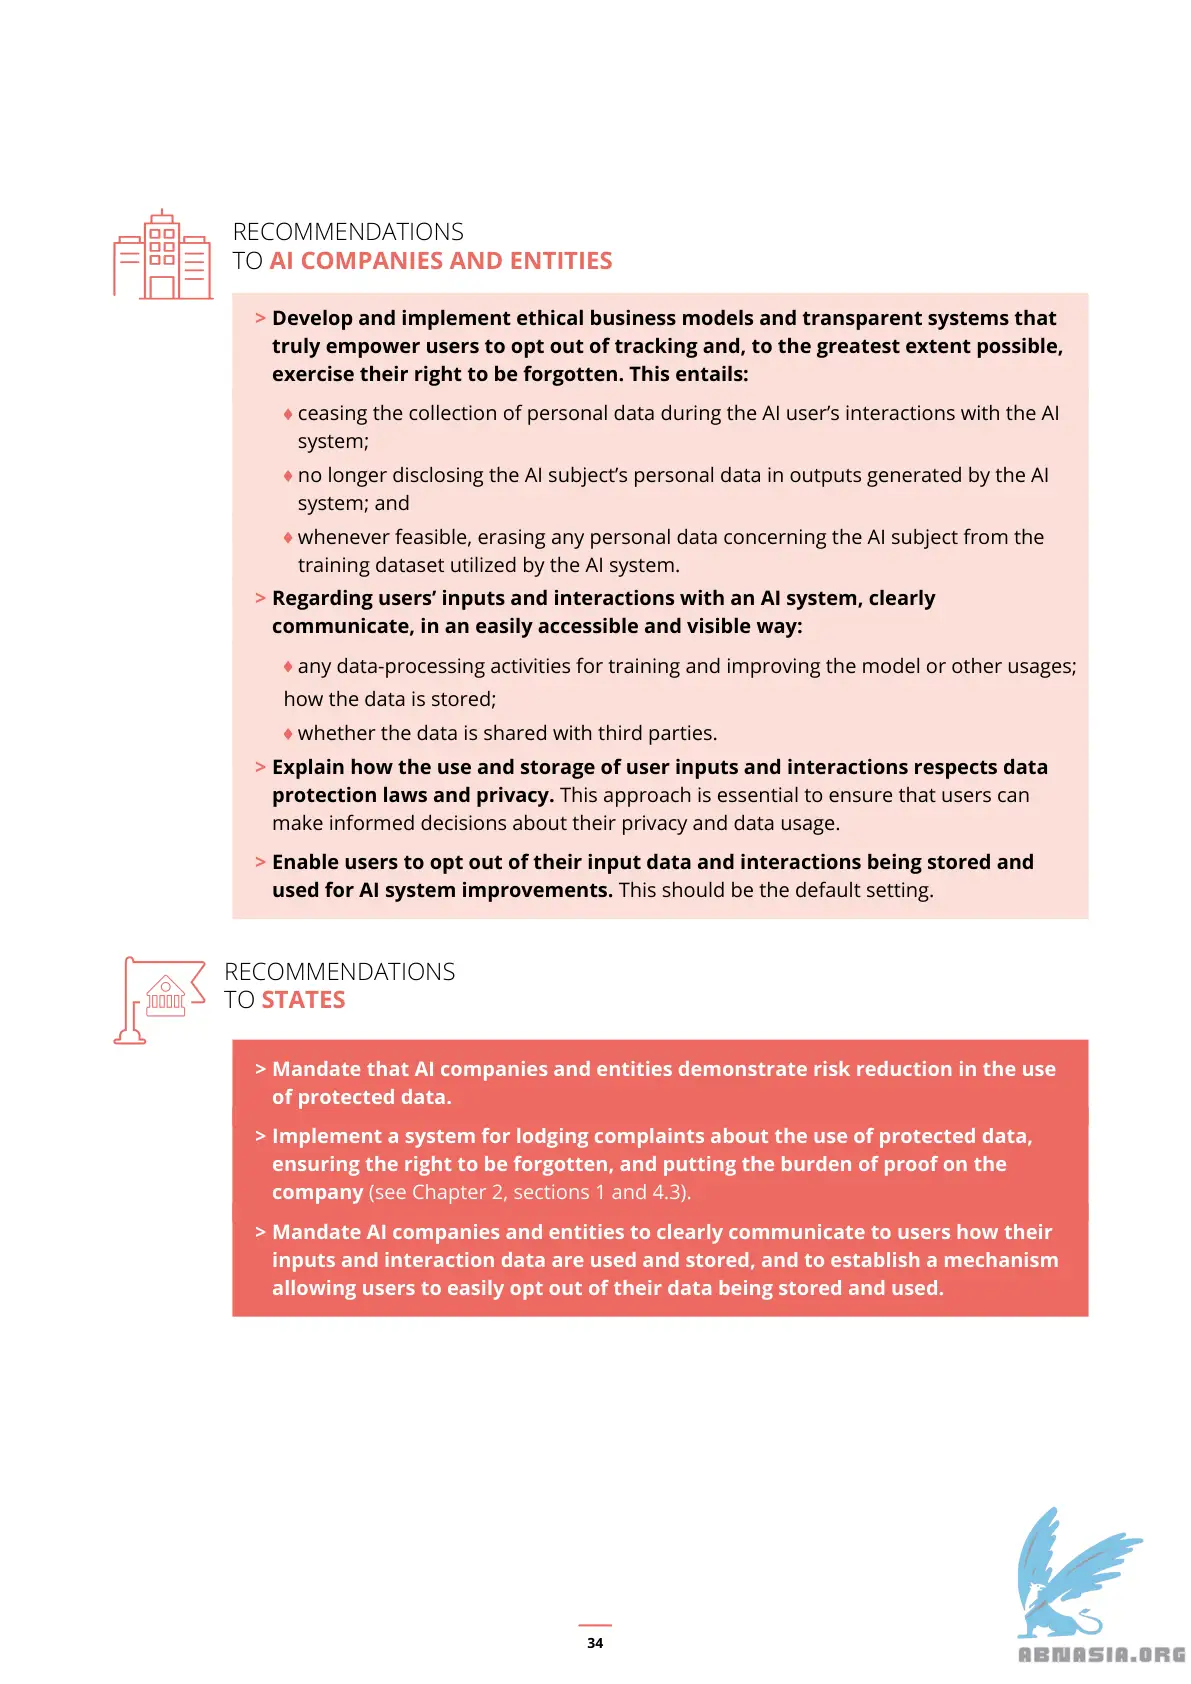 RECOMMENDATIONS
TO AI COMPANIES AND ENTITIES
> Develop and implement ethical business models and transparent systems that
truly empower users to opt out of tracking and, to the greatest extent possible,
exercise their right to be forgotten. This entails:
♦ ceasing the collection of personal data during the AI user’s interactions with the AI
system;
♦ no longer disclosing the AI subject’s personal data in outputs generated by the AI
system; and
♦ whenever feasible, erasing any personal data concerning the AI subject from the
training dataset utilized by the AI system.
> Regarding users’ inputs and interactions with an AI system, clearly
communicate, in an easily accessible and visible way:
♦ any data-processing activities for training and improving the model or other usages;
how the data is stored;
♦ whether the data is shared with third parties.
> Explain how the use and storage of user inputs and interactions respects data
protection laws and privacy. This approach is essential to ensure that users can
make informed decisions about their privacy and data usage.
> Enable users to opt out of their input data and interactions being stored and
used for AI system improvements. This should be the default setting.
RECOMMENDATIONS
TO STATES
> Mandate that AI companies and entities demonstrate risk reduction in the use
of protected data.
> Implement a system for lodging complaints about the use of protected data,
ensuring the right to be forgotten, and putting the burden of proof on the
company (see Chapter 2, sections 1 and 4.3).
> Mandate AI companies and entities to clearly communicate to users how their
inputs and interaction data are used and stored, and to establish a mechanism
allowing users to easily opt out of their data being stored and used.
34
ABNASIA.ORG